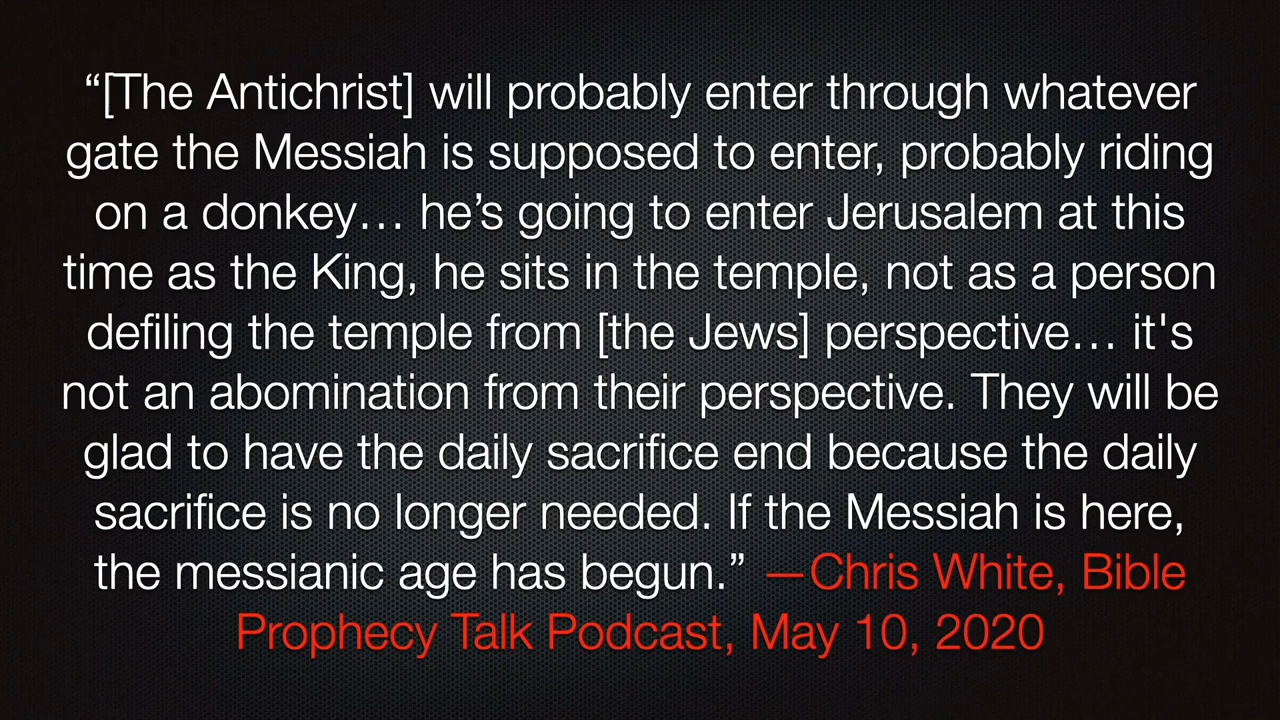 “[The Antichrist] will probably enter through whatever
gate the Messiah is supposed to enter, probably riding
on a donkey… he’s going to enter Jerusalem at this
time as the King, he sits in the temple, not as a person
defiling the temple from [the Jews] perspective… it's
not an abomination from their perspective. They will be
glad to have the daily sacrifice end because the daily
sacrifice is no longer needed. If the Messiah is here,
the messianic age has begun.” —Chris White, Bible
Prophecy Talk Podcast, May 10, 2020